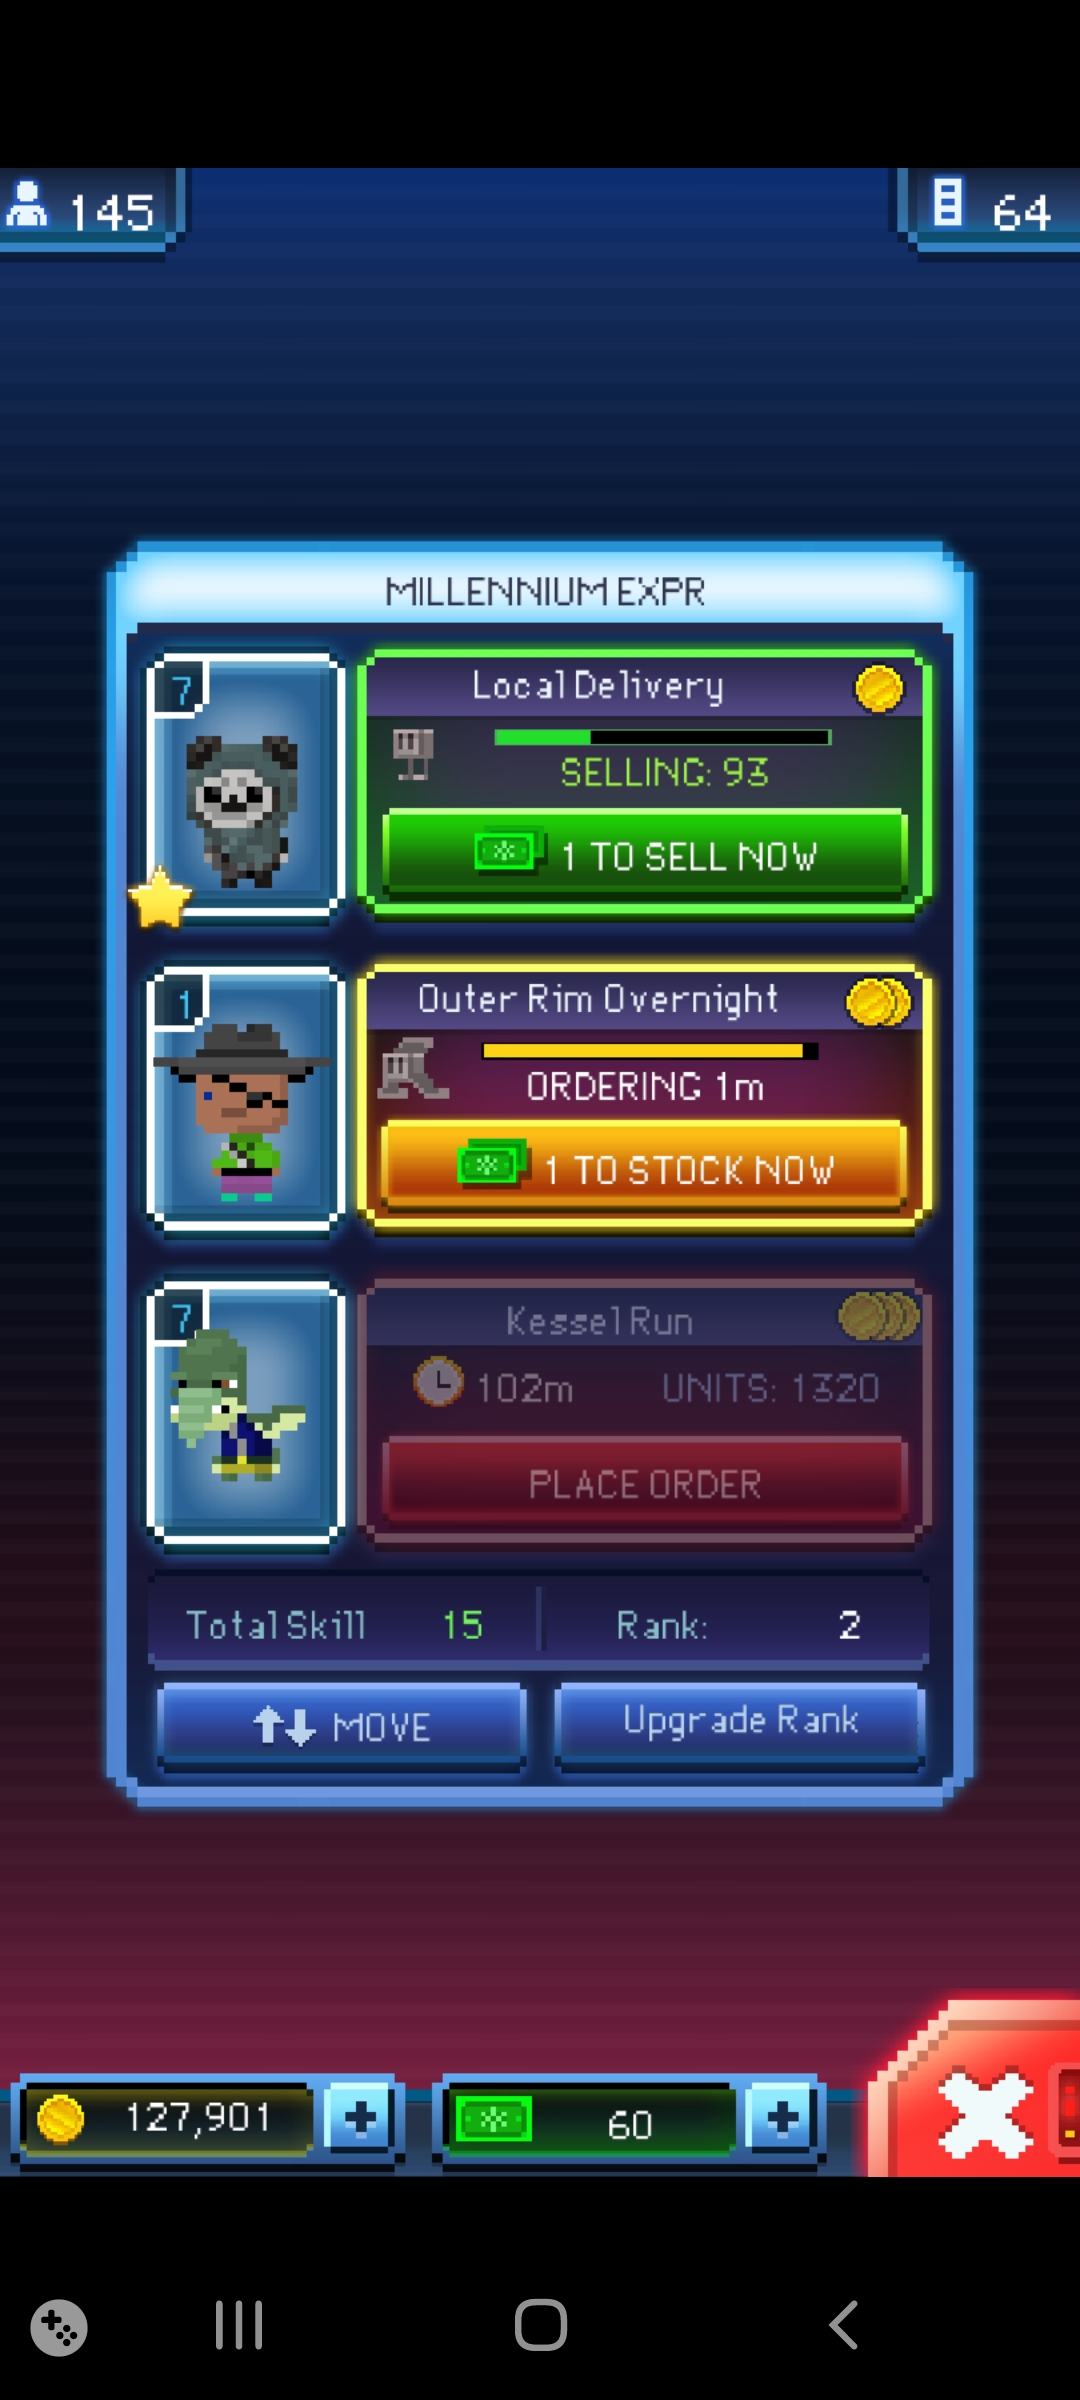 145
64
MILLENNIUM EXPR
7
Local Delivery
SELLING: 93
1 TO SELL NOW
1
Outer Rim Overnight
ORDERING 1m
1 TO STOCK NOW
7
Kessel Run
102m UNITS: 1320
PLACE ORDER
Total Skill 15 Rank: 2
MOVE Upgrade Rank
127,901 + 60 +